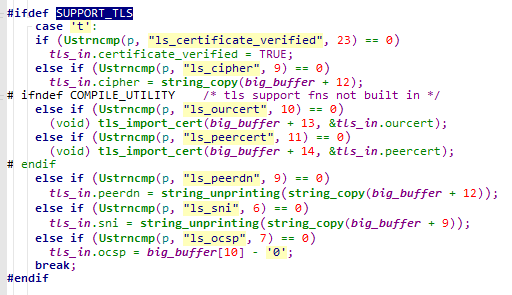 #ifdef SUPPORT_TLS
case 't':
if (Ustrncmp(p, "ls_certificate_verified", 23) == 0)
tls_in.certificate_verified = TRUE;
else if (Ustrncmp(p, "ls_cipher", 9) == 0)
tls_in.cipher = string_copy(big_buffer + 12);
# ifndef COMPILE_UTILITY /* tls support fns not built in */
else if (Ustrncmp(p, "ls_ourcert", 10) == 0)
(void) tls_import_cert(big_buffer + 13, &tls_in.ourcert);
else if (Ustrncmp(p, "ls_peercert", 11) == 0)
(void) tls_import_cert(big_buffer + 14, &tls_in.peercert);
# endif
else if (Ustrncmp(p, "ls_peerdn", 9) == 0)
tls_in.peerdn = string_unprinting(string_copy(big_buffer + 12));
else if (Ustrncmp(p, "ls_sni", 6) == 0)
tls_in.sni = string_unprinting(string_copy(big_buffer + 9));
else if (Ustrncmp(p, "ls_ocsp", 7) == 0)
tls_in.ocsp = big_buffer[10] - '0';
break;
#endif